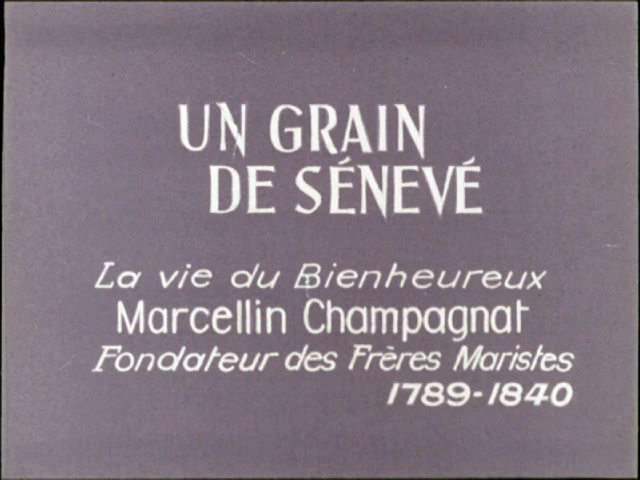 UN GRAIN
DE SÉNEVÉ
La vie du Bienheureux
Marcellin Champagnat
Fondateur des Frères Maristes
1789-1840